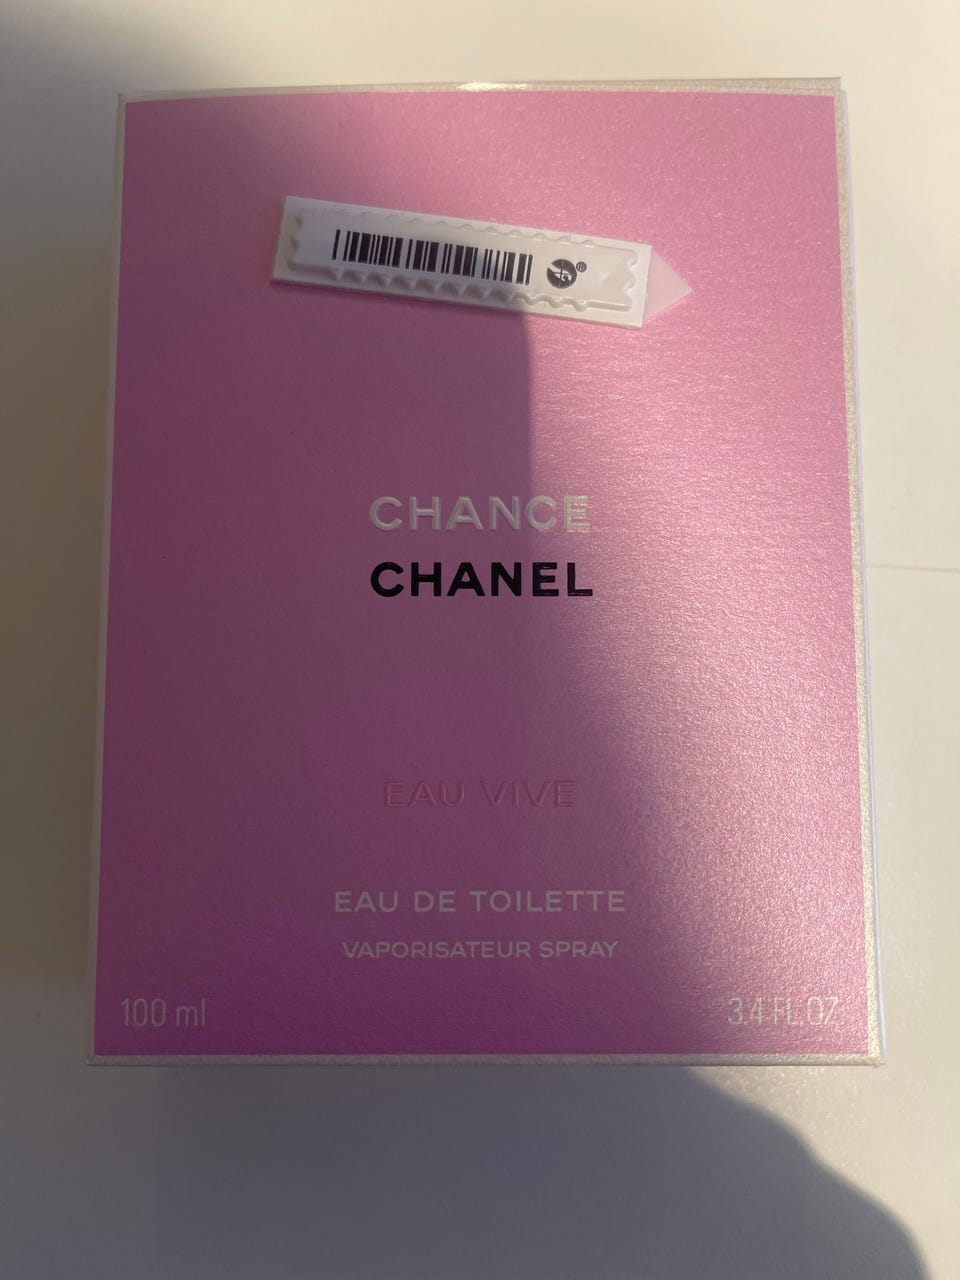 ®
CHANCE
CHANEL
EAU VIVE
EAU DE TOILETTE
VAPORISATEUR SPRAY
100 ml
3.4 FL.OZ